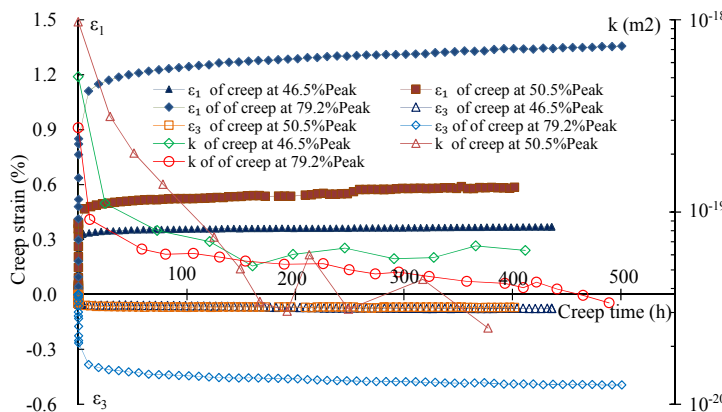 1.5
ε1
k (m2)
10-18
1.2
ε1 of creep at 46.5%Peak
ε1 of creep at 50.5%Peak
ε1 of of creep at 79.2%Peak
ε3 of creep at 46.5%Peak
0.9
ε3 of creep at 50.5%Peak
ε3 of of creep at 79.2%Peak
k of creep at 46.5%Peak
k of creep at 50.5%Peak
k of of creep at 79.2%Peak
0.6
10-19
0.3
0.0
100
200
300
400
500
Creep time (h)
-0.3
-0.6
ε3
10-20
Creep strain (%)